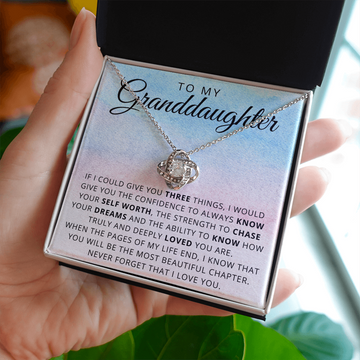 TO MY
Granddaughter
IF I COULD GIVE YOU THREE THINGS, I WOULD
GIVE YOU THE CONFIDENCE TO ALWAYS KNOW
YOUR SELF WORTH, THE STRENGTH TO CHASE
YOUR DREAMS AND THE ABILITY TO KNOW HOW
TRULY AND DEEPLY LOVED YOU ARE.
WHEN THE PAGES OF MY LIFE END, I KNOW THAT
YOU WILL BE THE MOST BEAUTIFUL CHAPTER.
NEVER FORGET THAT I LOVE YOU.